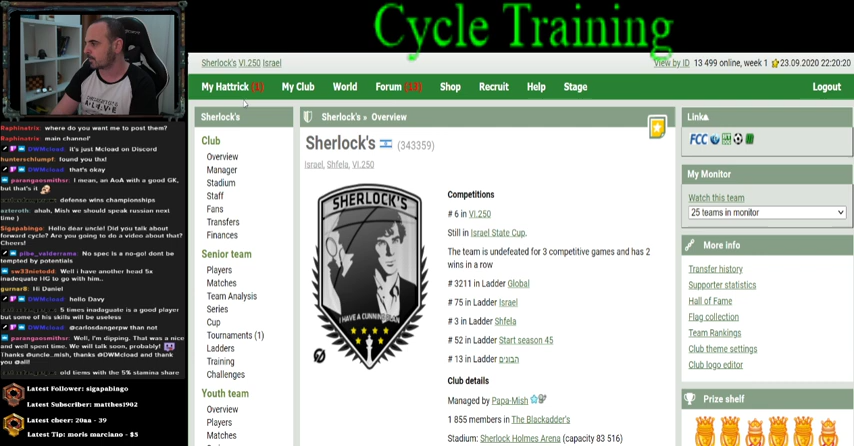 Cycle Training
Sherlock's VI.250 Israel
View by ID 13 499 online, week 1 23.09.2020 22:20:20
My Hattrick (1) My Club World Forum (13) Shop Recruit Help Stage Logout
Raphinatrix: where do you want me to post them?
Raphinatrix: main channel'
DWMcload: it's just Mcload on Discord
hunterschlumpf: found you thx!
DWMcload: that's okay
parangaosmithsr: I mean, an AoA with a good GK, but that's it
defense wins championships
azteroth: ahah, Mish we should speak russian next time )
Sigapabingo: Hello dear uncle! Did you talk about forward cycle? Are you going to do a video about that? Cheers!
pibe_valderrama: No spec is a no-go! dont be tempted by potentials
sw33nietodd: Well i have another head 5x inadequate HG to go with him..
gurnar8: Hi Daniel
DWMcload: hello Davy
5 times inadaguate is a good player but some of his skills will be useless
DWMcload: @carlosdangerpw than not
parangaosmithsr: Well, I'm dipping. That was a nice and well spent time. We will talk soon, probably! Thanks @uncle_mish, thanks @DWMcload and thank you @all!
old tiems with the 5% stamina share
Latest Follower: sigapabingo
Latest Subscriber: matthes1902
Latest cheer: 20aa - 39
Latest Tip: moris marciano - $5
Sherlock's
Club
Overview
Manager
Stadium
Staff
Fans
Transfers
Finances
Senior team
Players
Matches
Team Analysis
Series
Cup
Tournaments (1)
Ladders
Training
Challenges
Youth team
Overview
Players
Matches
Sherlock's » Overview
Sherlock's (343359)
Israel, Shfela, VI.250
SHERLOCK'S
I HAVE A CUNNING PLAN
Competitions
# 6 in VI.250
Still in Israel State Cup.
The team is undefeated for 3 competitive games and has 2 wins in a row
# 3211 in Ladder Global
# 75 in Ladder Israel
# 3 in Ladder Shfela
# 52 in Ladder Start season 45
# 13 in Ladder הבונים
Club details
Managed by Papa-Mish
1 855 members in The Blackadder's
Stadium: Sherlock Holmes Arena (capacity 83 516)
Link
FCC
My Monitor
Watch this team
25 teams in monitor
More info
Transfer history
Supporter statistics
Hall of Fame
Flag collection
Team Rankings
Club theme settings
Club logo editor
Prize shelf